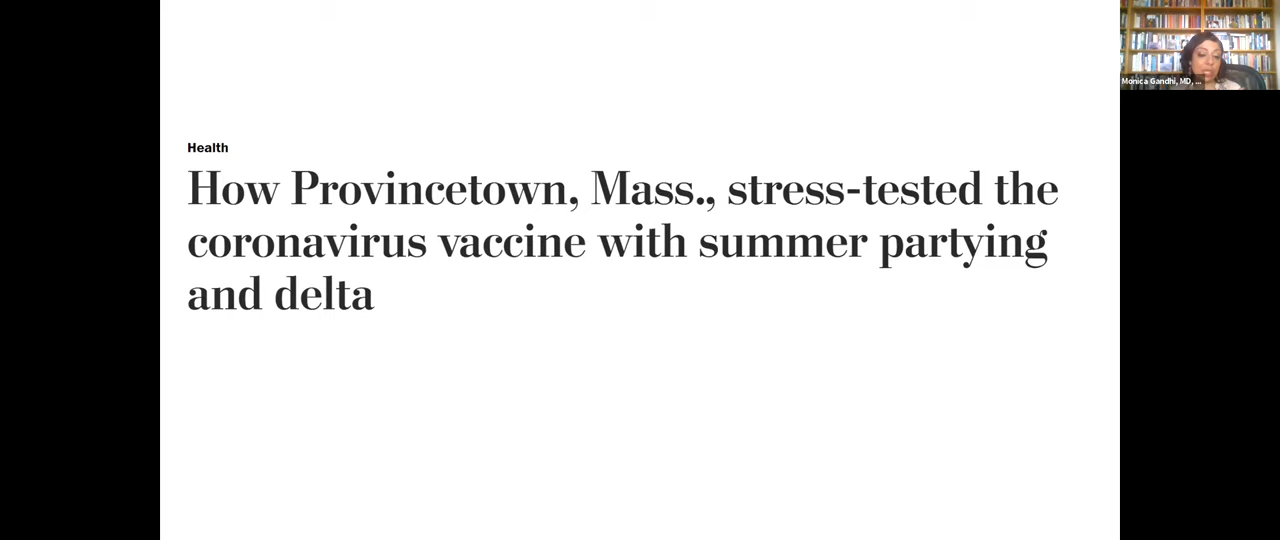 Health
How Provincetown, Mass., stress-tested the
coronavirus vaccine with summer partying
and delta
Monica Gandhi, MD, ...